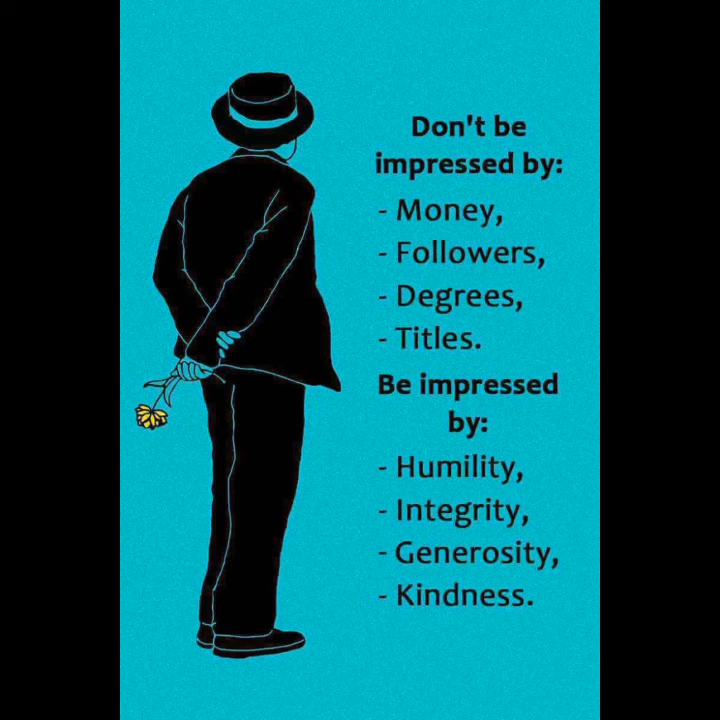 Don't be
impressed by:
- Money,
- Followers,
- Degrees,
- Titles.
Be impressed
by:
- Humility,
- Integrity,
- Generosity,
- Kindness.